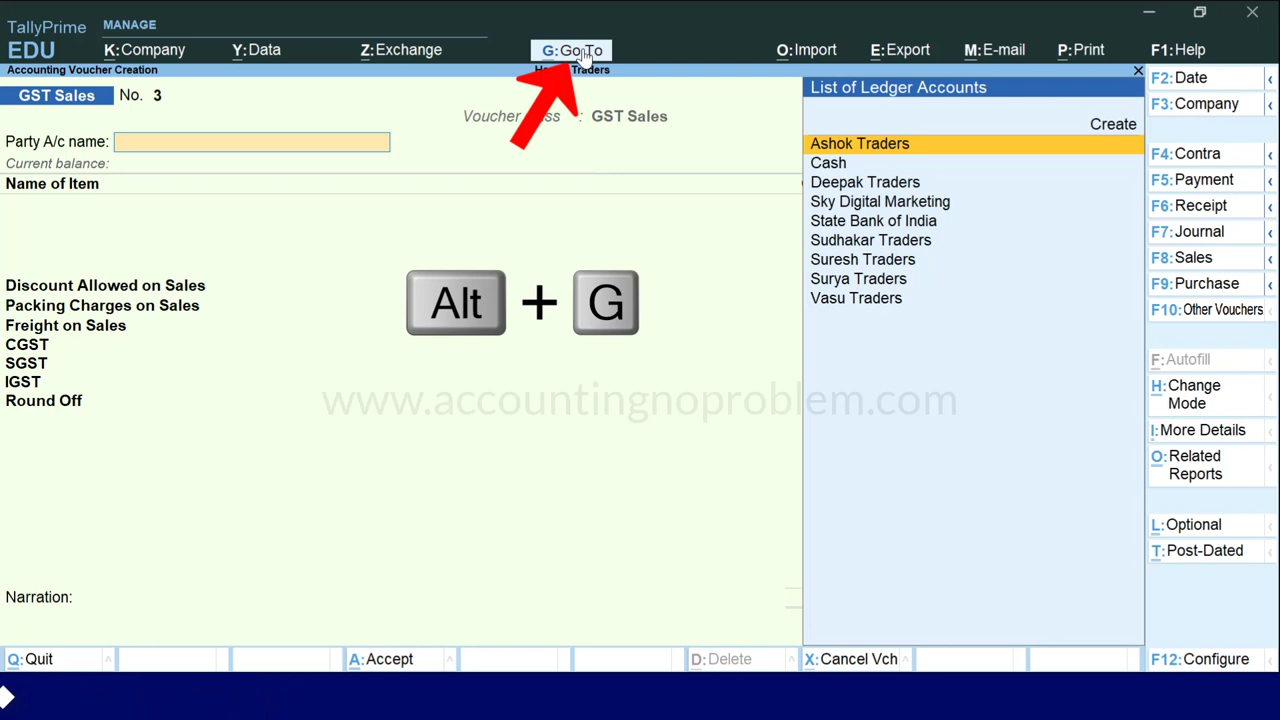 TallyPrime
EDU
MANAGE
K:Company
Y:Data
Z:Exchange
G:Go To
O:Import
E:Export
M:E-mail
P:Print
F1:Help
Accounting Voucher Creation
Traders
GST Sales No. 3
Voucher : GST Sales
Party A/c name:
Current balance:
Name of Item
Discount Allowed on Sales
Packing Charges on Sales
Freight on Sales
CGST
SGST
IGST
Round Off
Alt + G
www.accountingnoproblem.com
Narration:
List of Ledger Accounts
Create
Ashok Traders
Cash
Deepak Traders
Sky Digital Marketing
State Bank of India
Sudhakar Traders
Suresh Traders
Surya Traders
Vasu Traders
F2:Date
F3:Company
F4:Contra
F5:Payment
F6:Receipt
F7:Journal
F8:Sales
F9:Purchase
F10:Other Vouchers
F:Autofill
H:Change
Mode
I:More Details
O:Related
Reports
L:Optional
T:Post-Dated
Q:Quit
A:Accept
D:Delete
X:Cancel Vch
F12:Configure